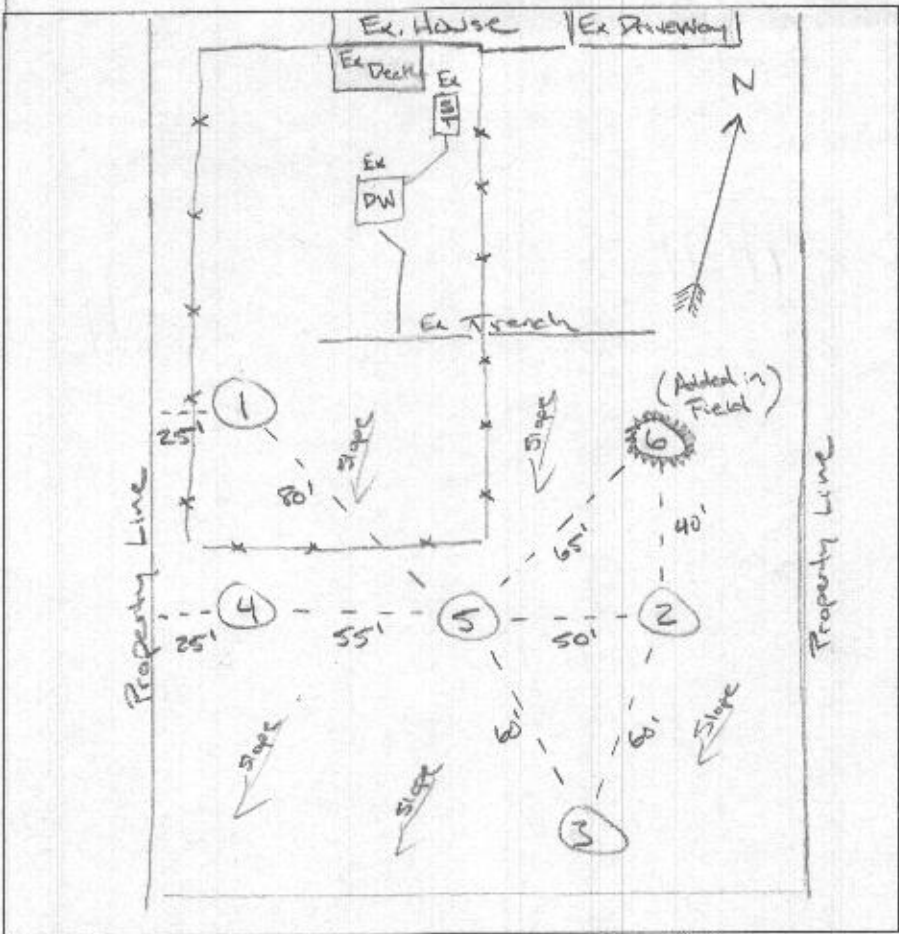 Ex. House
Ex Driveway
Ex Deck
Ex
Ex
DW
N
Ex Trench
(Added in Field)
1
25'
80'
Slope
Slope
6
65'
40'
Property Line
Property Line
4
25'
55'
5
50'
2
60'
60'
Slope
Slope
Slope
3